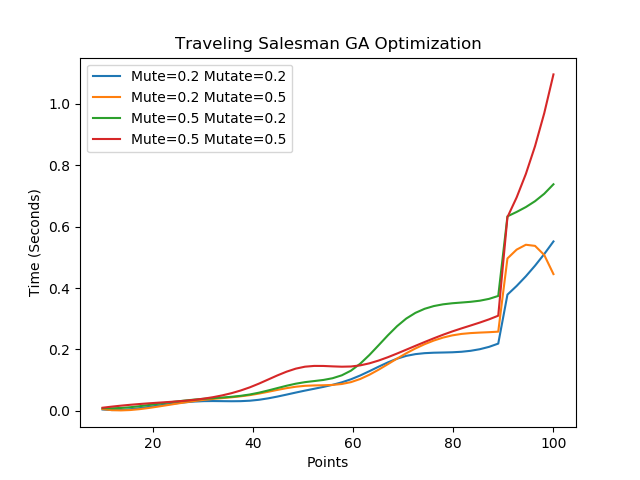 Traveling Salesman GA Optimization
Mute=0.2 Mutate=0.2
Mute=0.2 Mutate=0.5
Mute=0.5 Mutate=0.2
Mute=0.5 Mutate=0.5
Time (Seconds)
1.0
0.8
0.6
0.4
0.2
0.0
20 40 60 80 100
Points